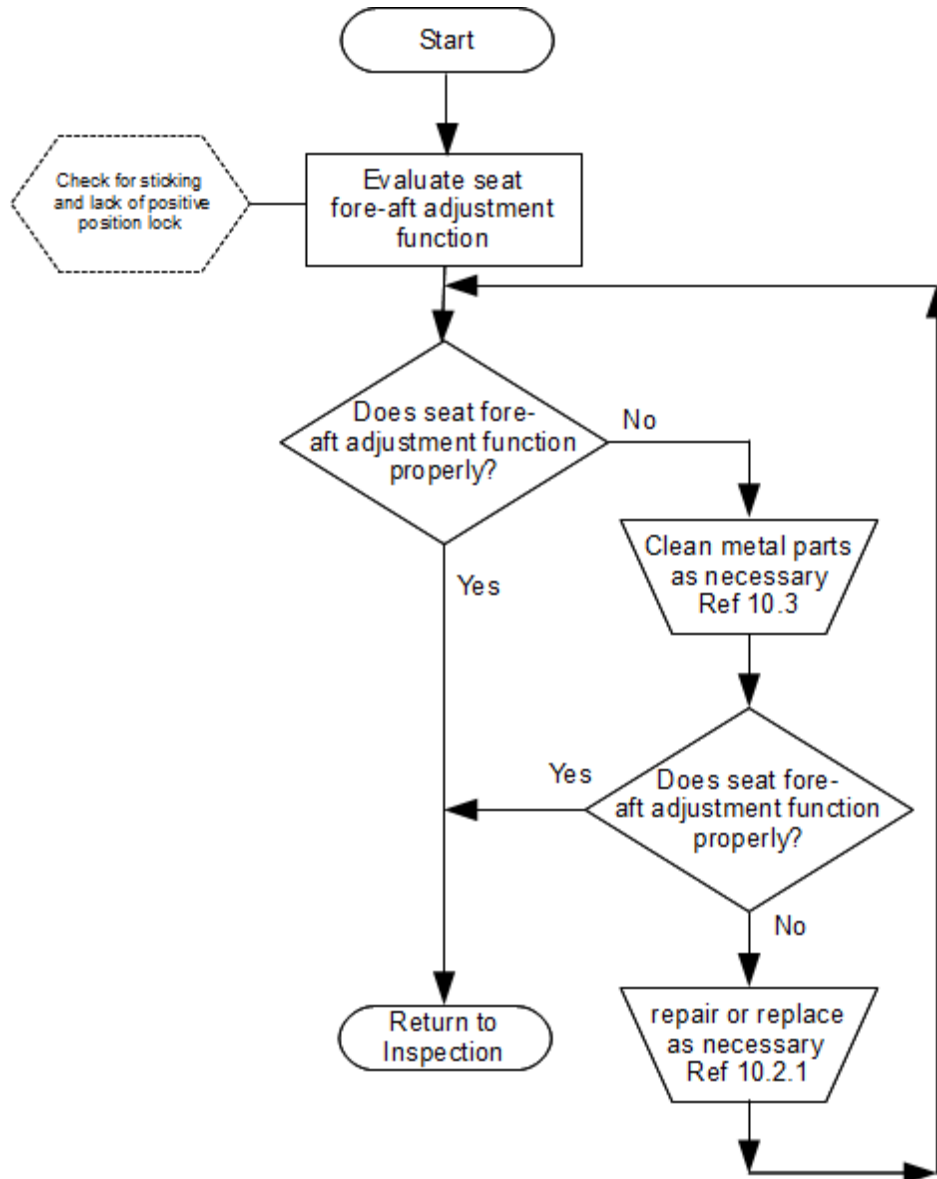 Start
Check for sticking
and lack of positive
position lock
Evaluate seat
fore-aft adjustment
function
Does seat fore-
aft adjustment function
properly?
No
Yes
Clean metal parts
as necessary
Ref 10.3
Yes
Does seat fore-
aft adjustment function
properly?
No
Return to
Inspection
repair or replace
as necessary
Ref 10.2.1